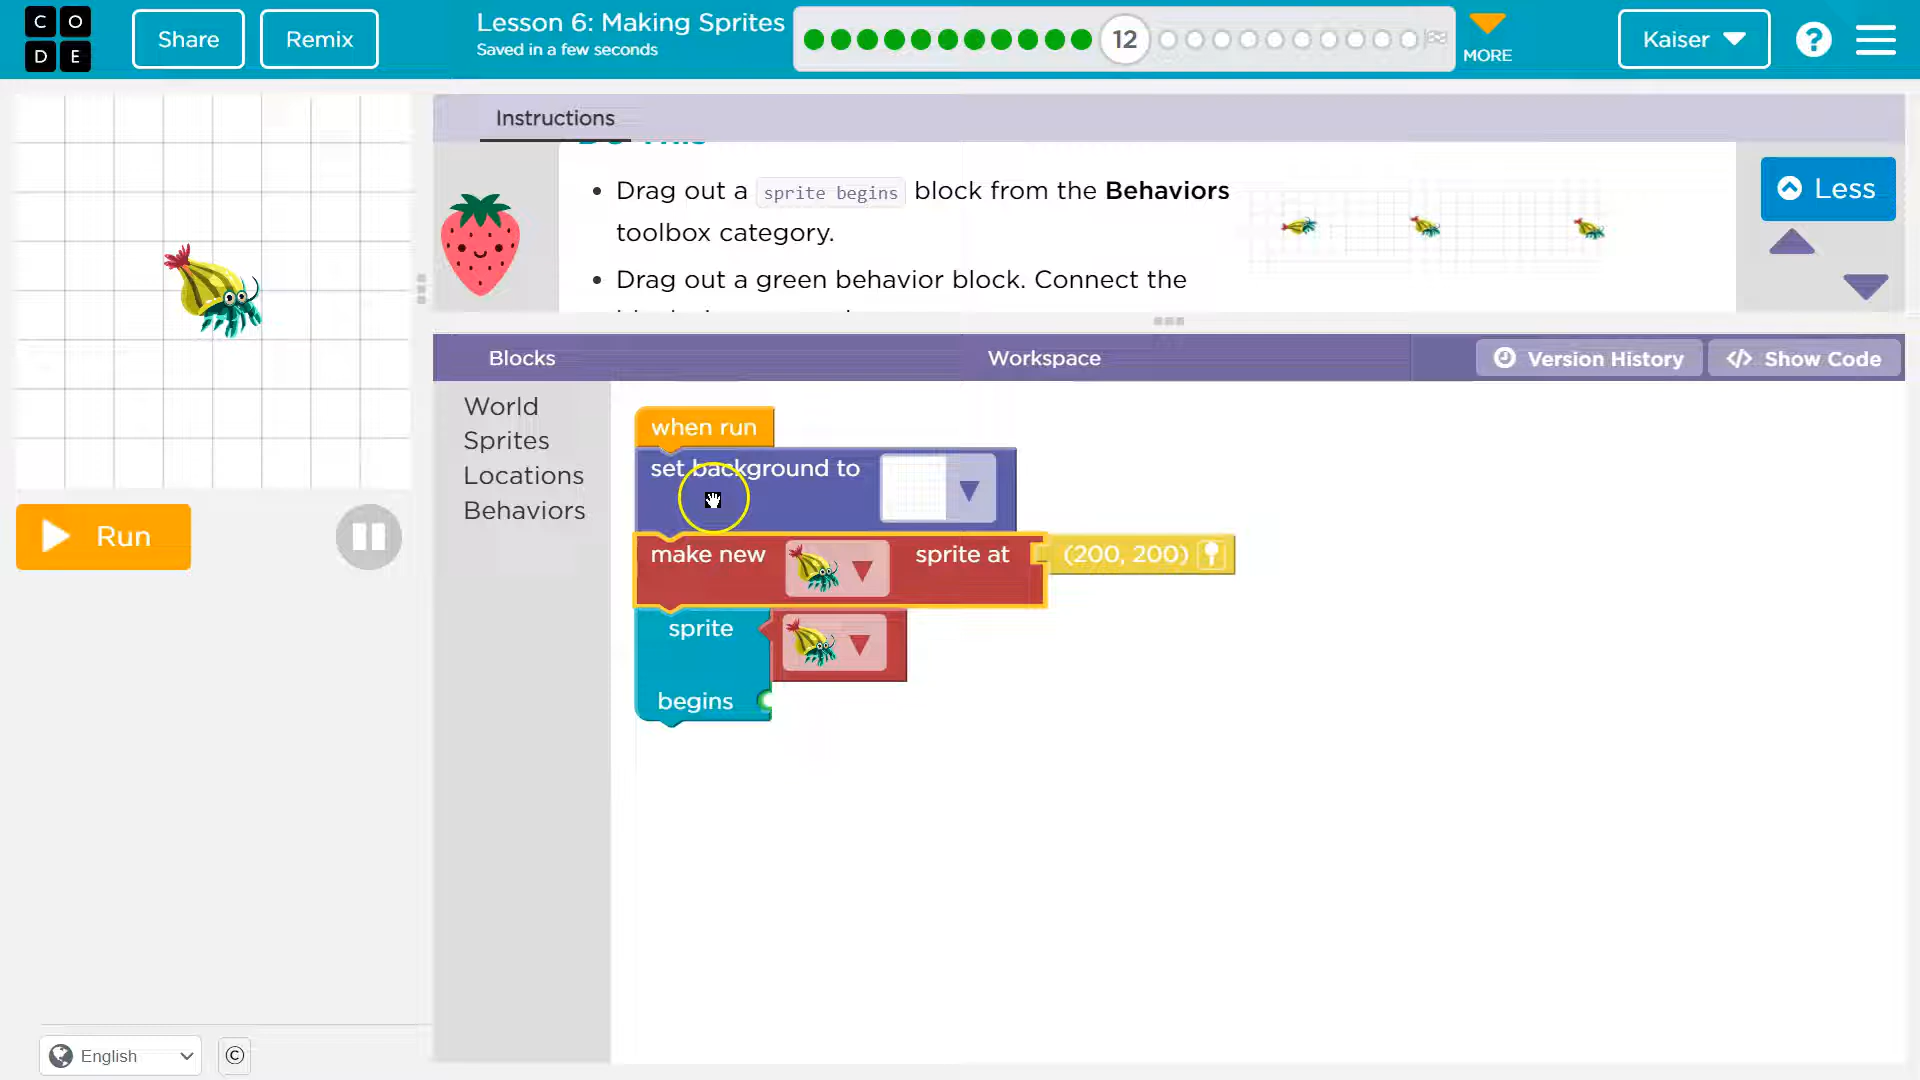 C O
D E
Share
Remix
Lesson 6: Making Sprites
Saved in a few seconds
12
MORE
Kaiser
?
Instructions
Do This
Drag out a sprite begins block from the Behaviors
toolbox category.
Drag out a green behavior block. Connect the
Less
Blocks
Workspace
Version History
Show Code
World
Sprites
Locations
Behaviors
when run
set background to
make new sprite at (200, 200)
sprite
begins
Run
English
©